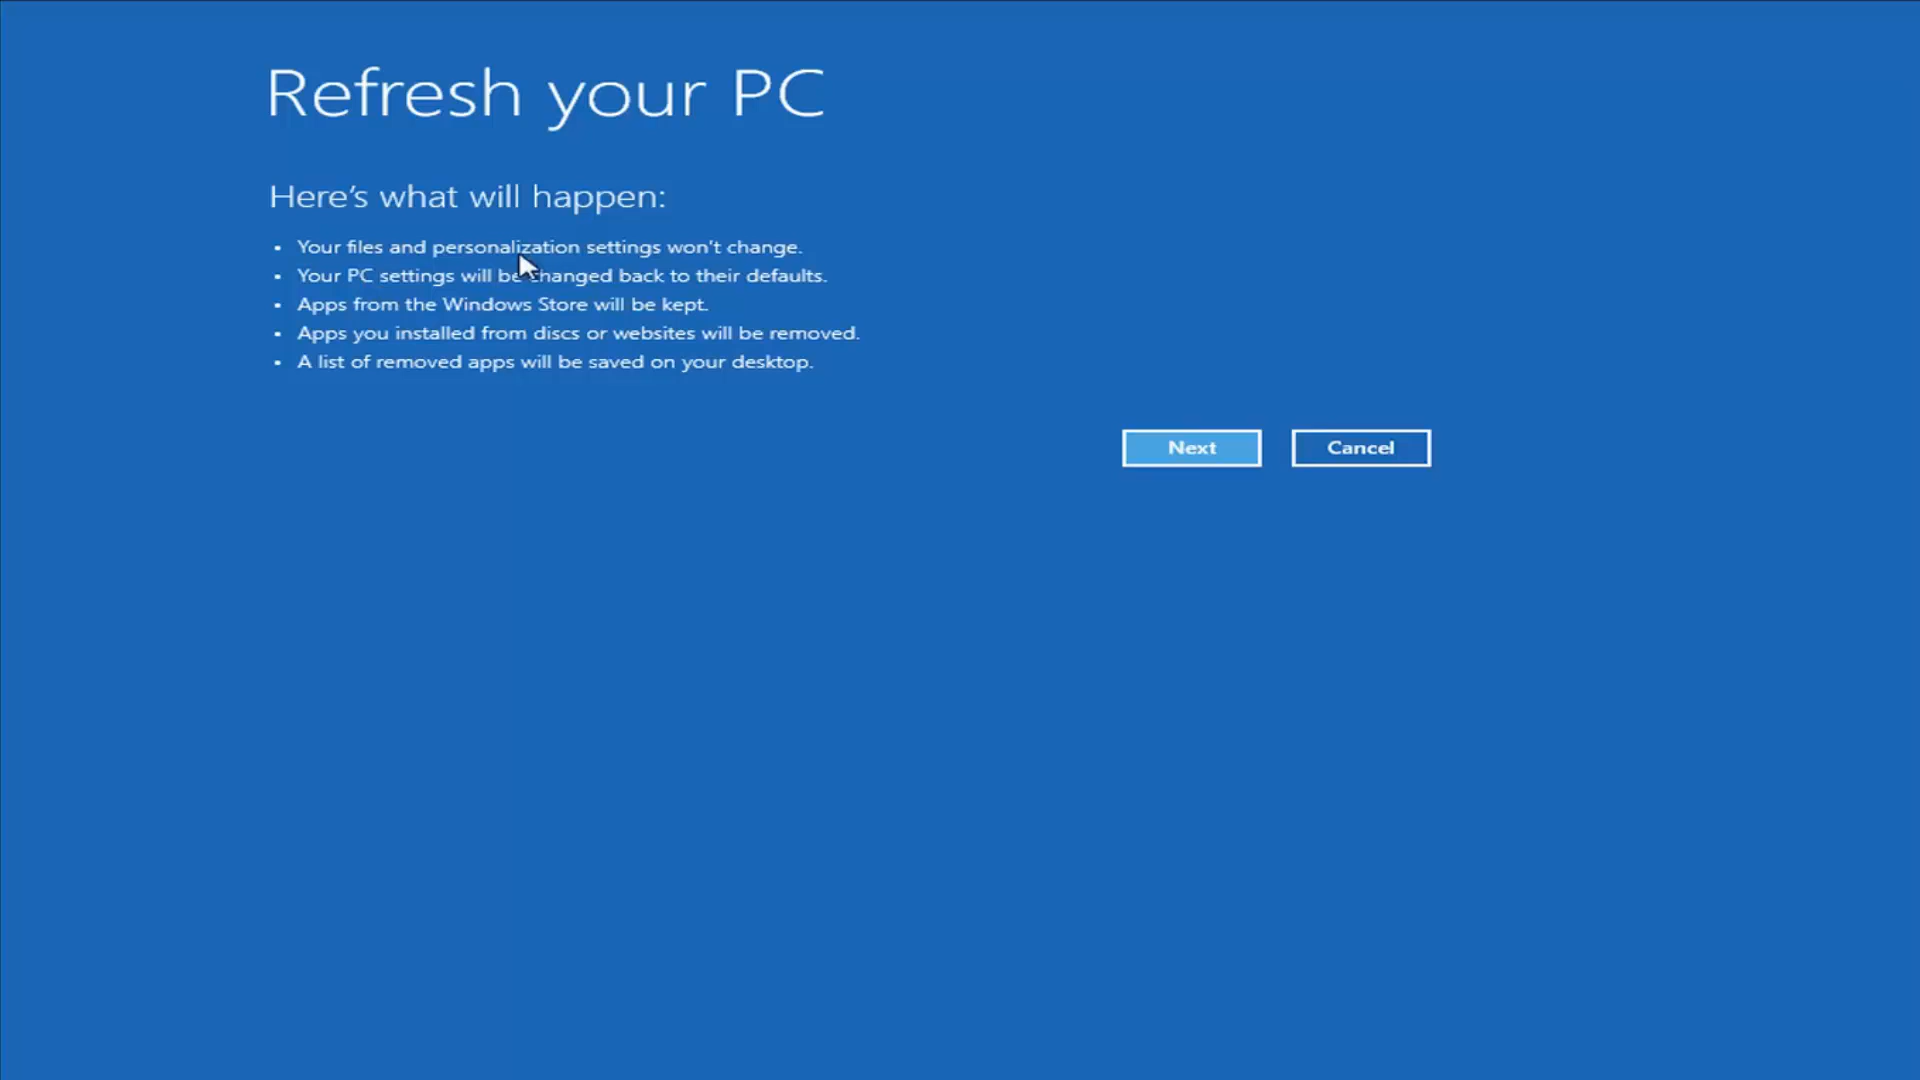 Refresh your PC
Here's what will happen:
• Your files and personalization settings won't change.
• Your PC settings will be changed back to their defaults.
• Apps from the Windows Store will be kept.
• Apps you installed from discs or websites will be removed.
• A list of removed apps will be saved on your desktop.
Next Cancel